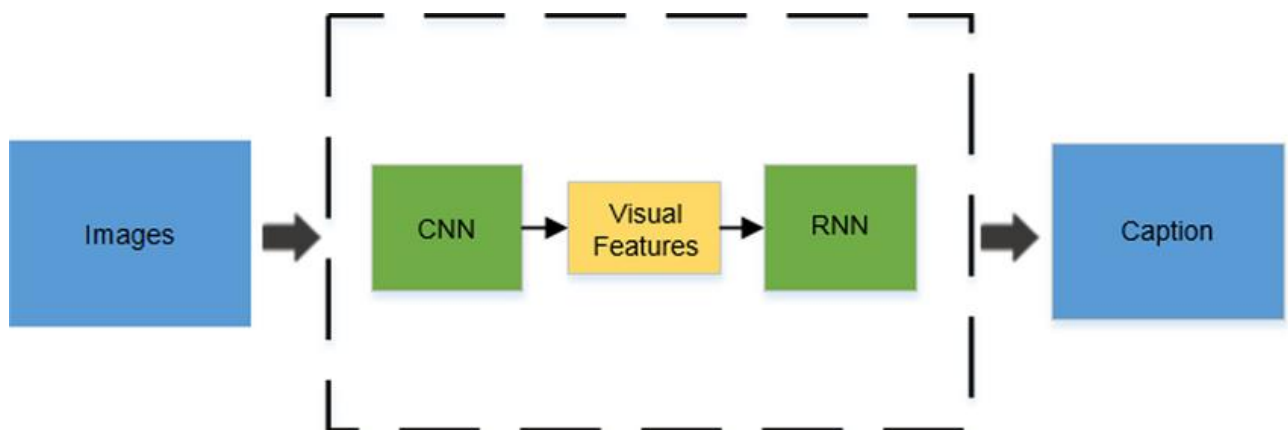 Images
CNN
Visual
Features
RNN
Caption